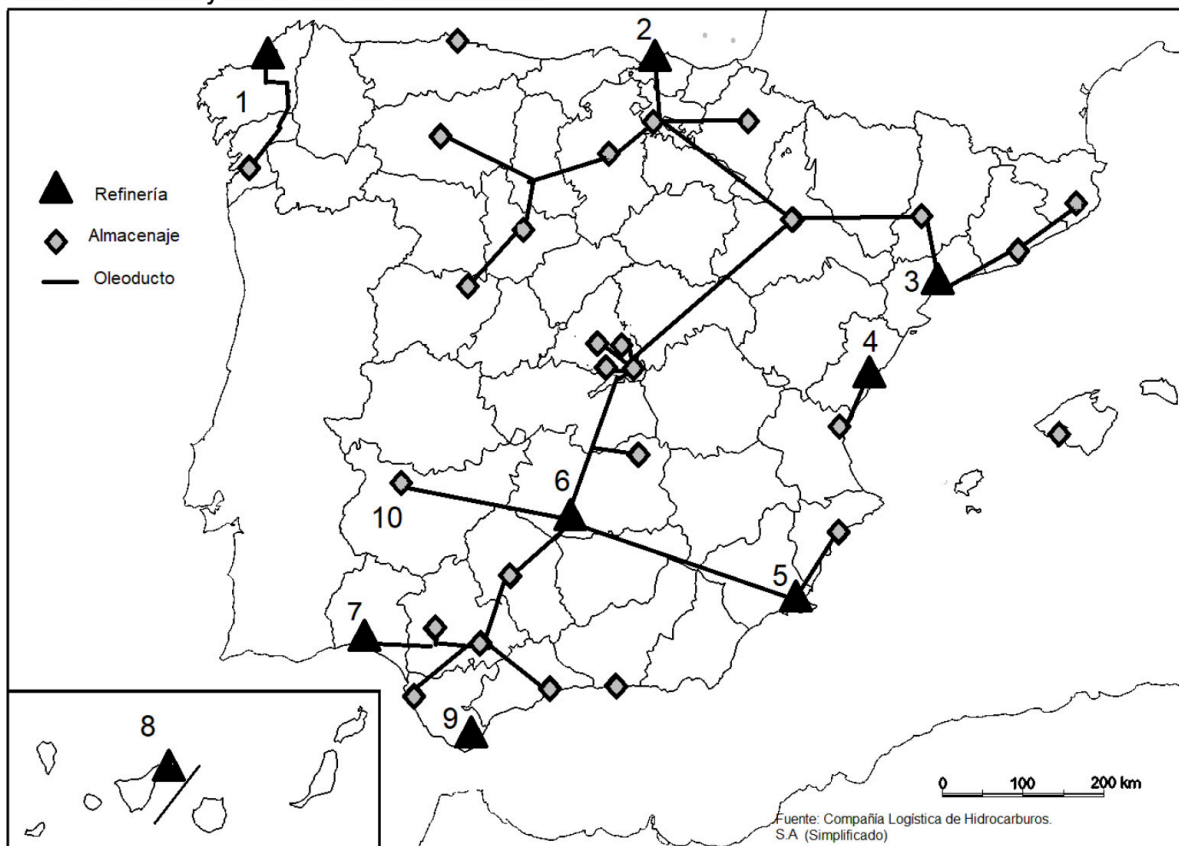 2
1
Refinería
Almacenaje
Oleoducto
3
4
6
10
5
7
8
9
0 100 200 km
Fuente: Compañía Logística de Hidrocarburos.
S.A (Simplificado)